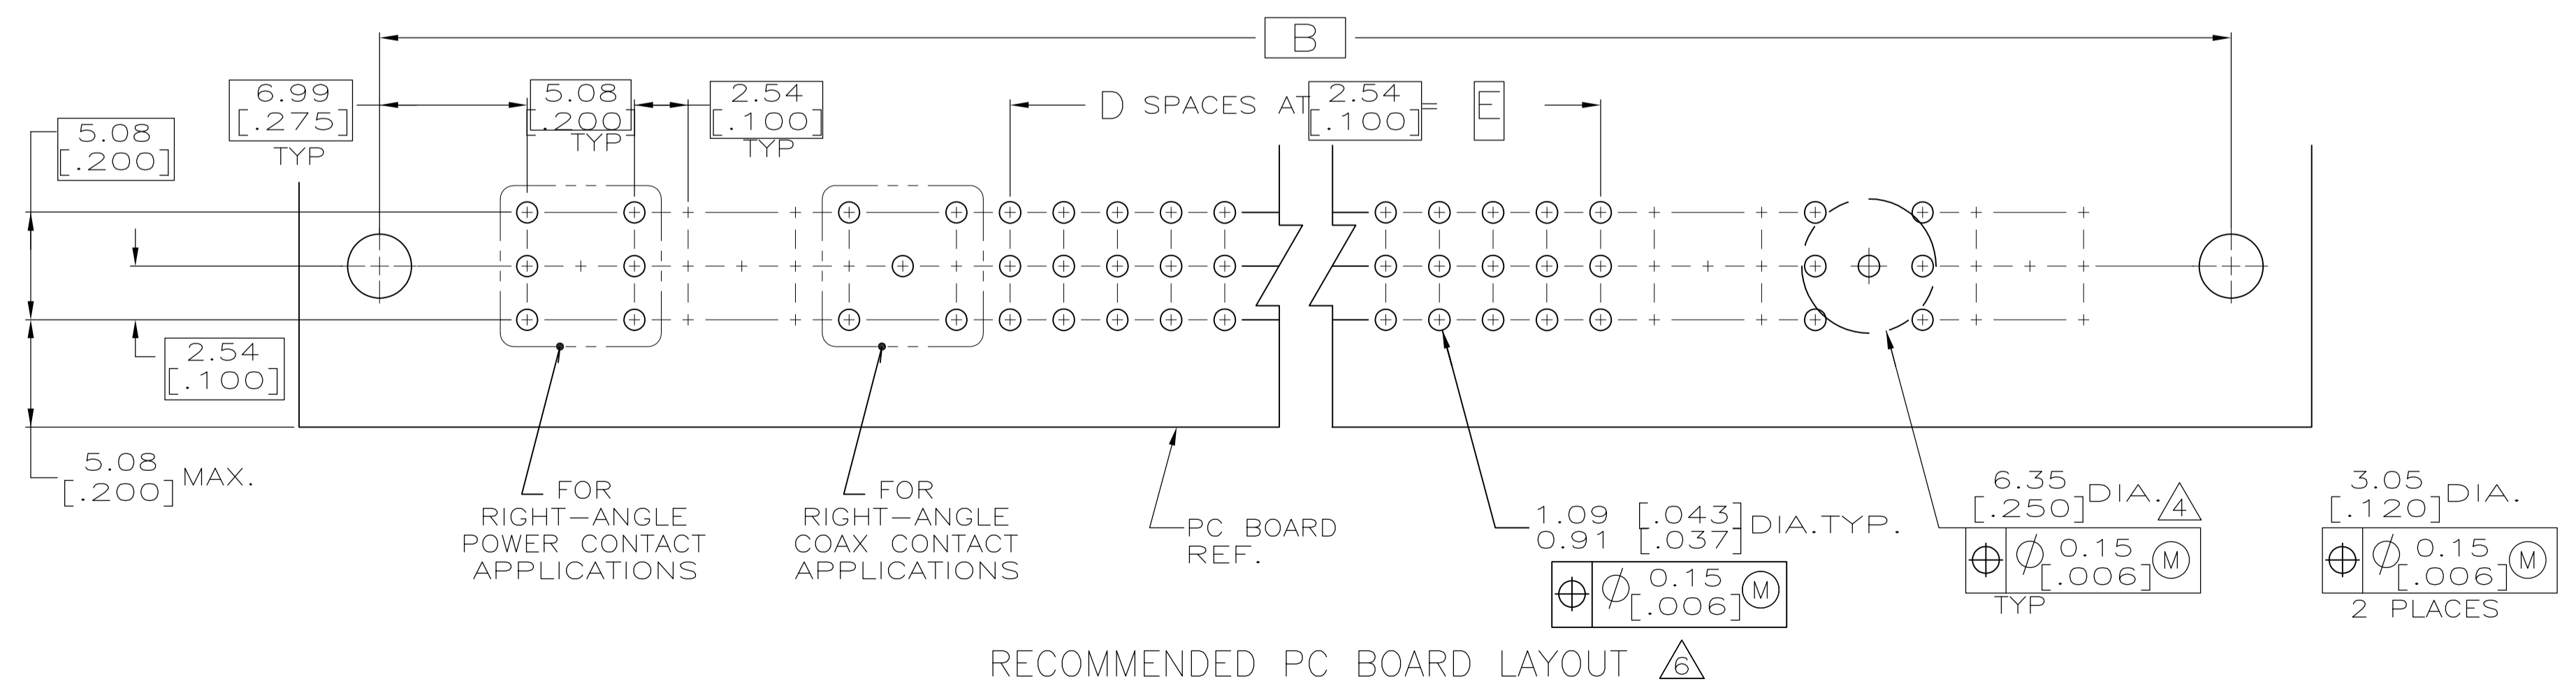 B
6.99
[.275]
TYP
5.08
[.200]
TYP
2.54
[.100]
TYP
D SPACES AT 2.54 [.100] = E
5.08
[.200]
2.54
[.100]
5.08
[.200] MAX.
FOR
RIGHT-ANGLE
POWER CONTACT
APPLICATIONS
FOR
RIGHT-ANGLE
COAX CONTACT
APPLICATIONS
PC BOARD
REF.
1.09 [.043]
0.91 [.037] DIA.TYP.
⌖ ∅ 0.15 [.006] Ⓜ
6.35
[.250] DIA. 4
⌖ ∅ 0.15 [.006] Ⓜ
TYP
3.05
[.120] DIA.
⌖ ∅ 0.15 [.006] Ⓜ
2 PLACES
RECOMMENDED PC BOARD LAYOUT 6